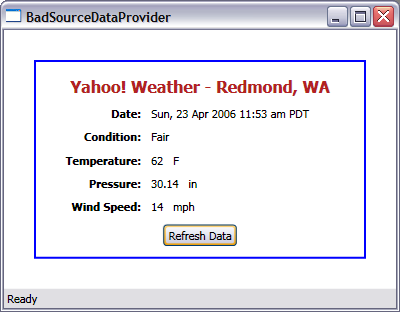 BadSourceDataProvider
Yahoo! Weather - Redmond, WA
Date: Sun, 23 Apr 2006 11:53 am PDT
Condition: Fair
Temperature: 62 F
Pressure: 30.14 in
Wind Speed: 14 mph
Refresh Data
Ready